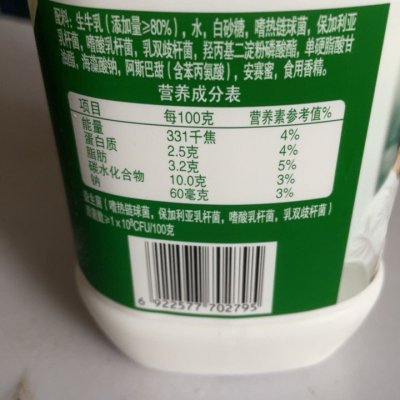 配料: 生牛乳（添加量≥80%），水，白砂糖，嗜热链球菌，保加利亚
乳杆菌，嗜酸乳杆菌，乳双歧杆菌，羟丙基二淀粉磷酸酯，单硬脂酸甘
油酯，海藻酸钠，阿斯巴甜（含苯丙氨酸），安赛蜜，食用香精。
营养成分表
项目 每100克 营养素参考值%
能量 331千焦 4%
蛋白质 2.5克 4%
脂肪 3.2克 5%
碳水化合物 10.0克 3%
钠 60毫克 3%
益生菌（嗜热链球菌，保加利亚乳杆菌，嗜酸乳杆菌，乳双歧杆菌）
≥1×10⁶CFU/100克
6 922577 702795